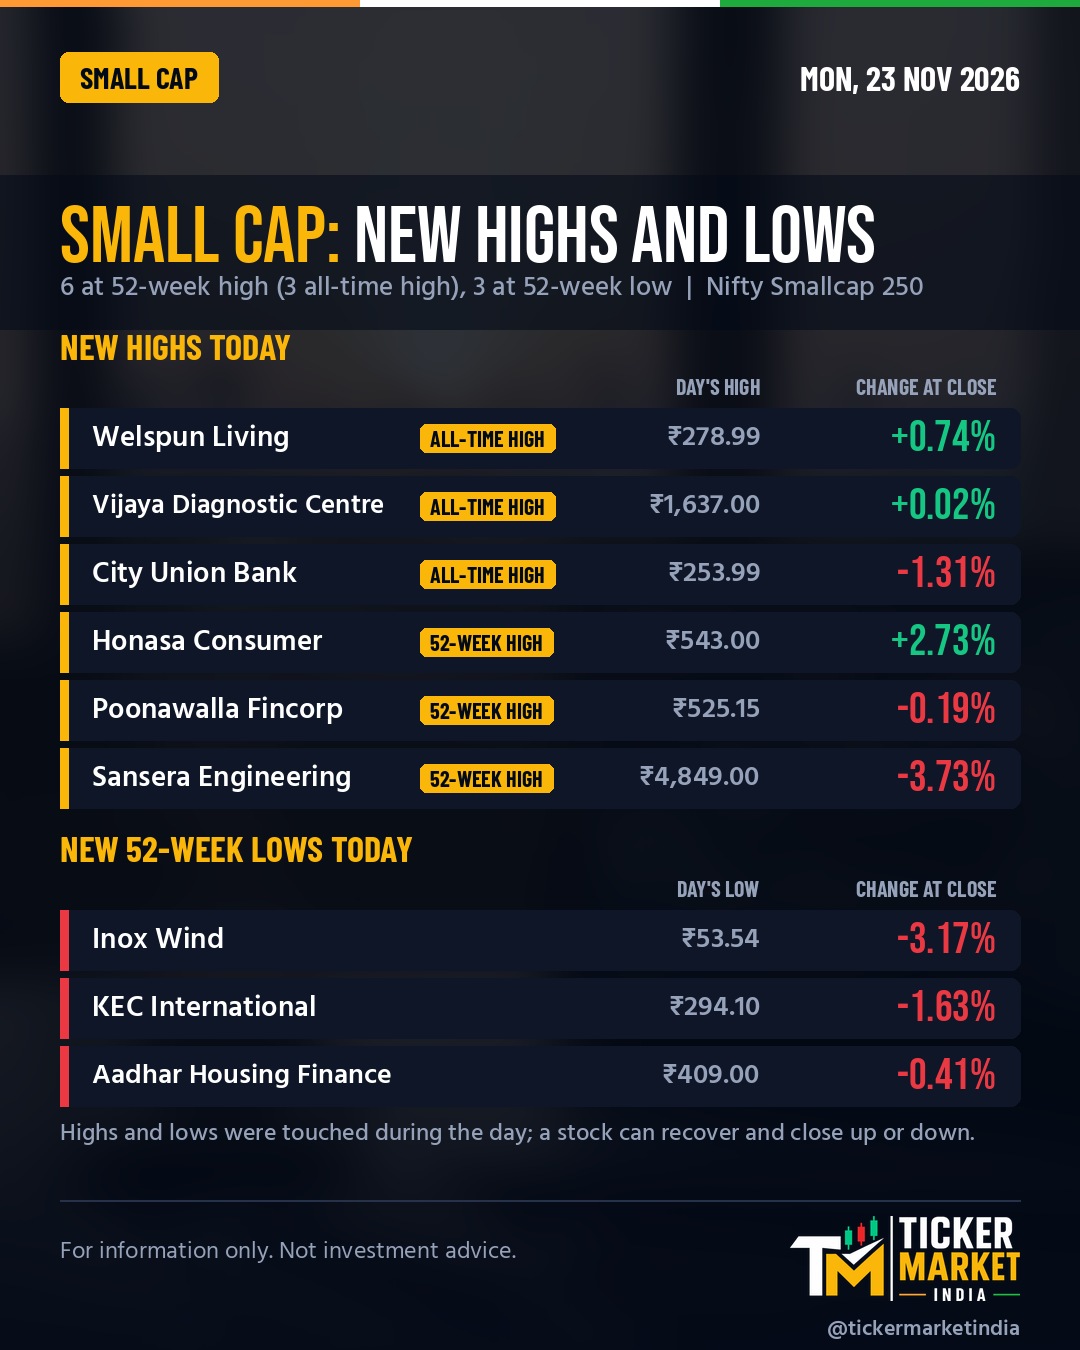 SMALL CAP
MON, 23 NOV 2026
SMALL CAP: NEW HIGHS AND LOWS
6 at 52-week high (3 all-time high), 3 at 52-week low | Nifty Smallcap 250
NEW HIGHS TODAY
DAY'S HIGH CHANGE AT CLOSE
Welspun Living ALL-TIME HIGH ₹278.99 +0.74%
Vijaya Diagnostic Centre ALL-TIME HIGH ₹1,637.00 +0.02%
City Union Bank ALL-TIME HIGH ₹253.99 -1.31%
Honasa Consumer 52-WEEK HIGH ₹543.00 +2.73%
Poonawalla Fincorp 52-WEEK HIGH ₹525.15 -0.19%
Sansera Engineering 52-WEEK HIGH ₹4,849.00 -3.73%
NEW 52-WEEK LOWS TODAY
DAY'S LOW CHANGE AT CLOSE
Inox Wind ₹53.54 -3.17%
KEC International ₹294.10 -1.63%
Aadhar Housing Finance ₹409.00 -0.41%
Highs and lows were touched during the day; a stock can recover and close up or down.
For information only. Not investment advice.
TM TICKER
MARKET
INDIA
@tickermarketindia